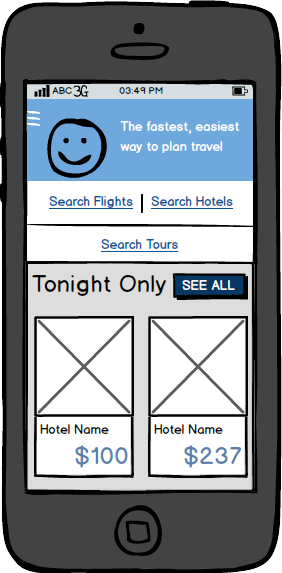 ABC 3G 03:49 PM
The fastest, easiest
way to plan travel
Search Flights Search Hotels
Search Tours
Tonight Only SEE ALL
Hotel Name Hotel Name
$100 $237